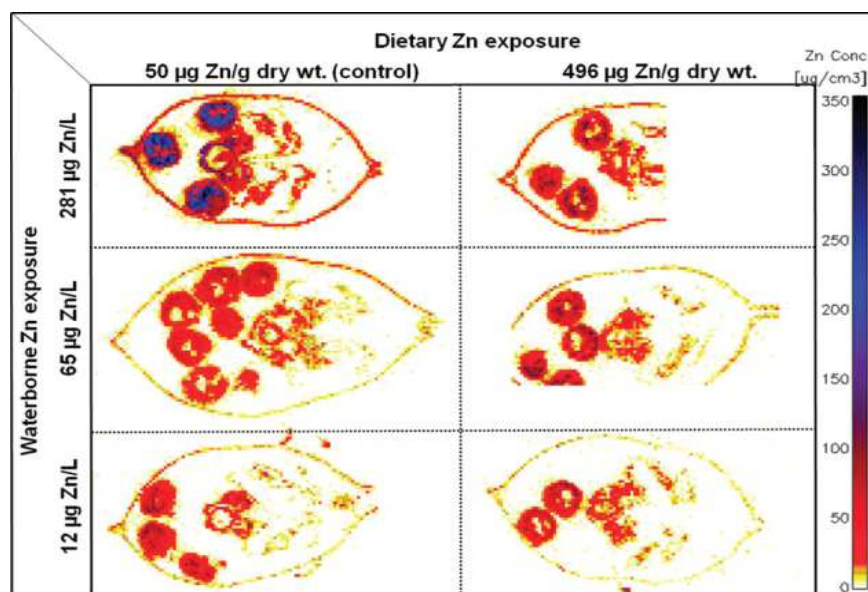 Dietary Zn exposure
50 µg Zn/g dry wt. (control)
496 µg Zn/g dry wt.
Zn Conc
[ug/cm3]
Waterborne Zn exposure
281 µg Zn/L
65 µg Zn/L
12 µg Zn/L
350
300
250
200
150
100
50
0